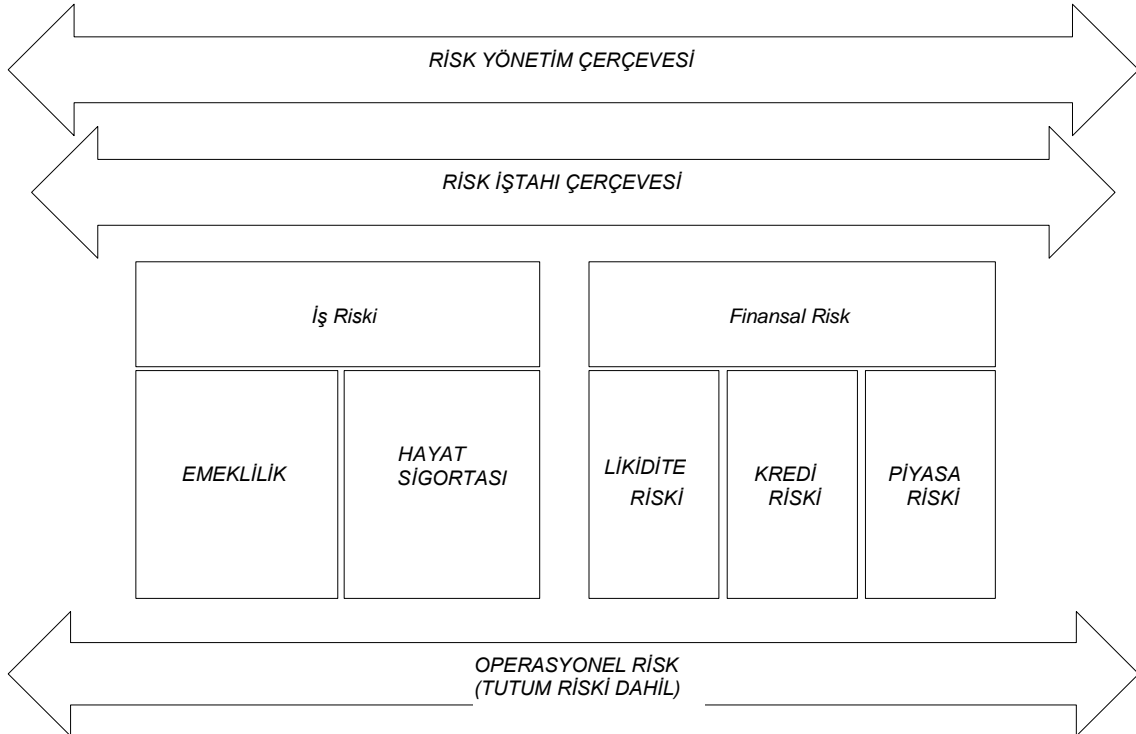 RİSK YÖNETİM ÇERÇEVESİ
RİSK İŞTAHI ÇERÇEVESİ
İş Riski
Finansal Risk
EMEKLİLİK
HAYAT
SİGORTASI
LİKİDİTE
RİSKİ
KREDİ
RİSKİ
PİYASA
RİSKİ
OPERASYONEL RİSK
(TUTUM RİSKİ DAHİL)